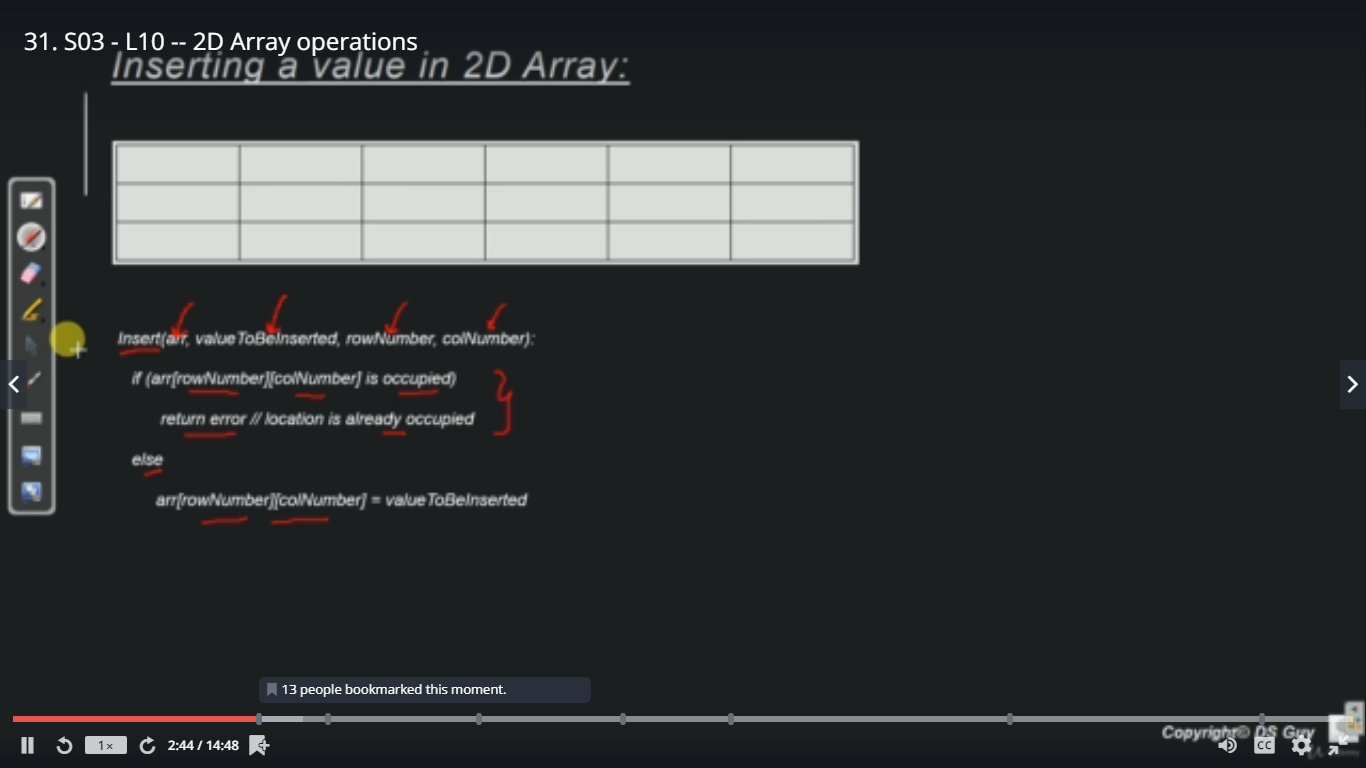 31. S03 - L10 -- 2D Array operations
Inserting a value in 2D Array:
Insert(arr, valueToBeInserted, rowNumber, colNumber):
if (arr[rowNumber][colNumber] is occupied)
return error // location is already occupied
else
arr[rowNumber][colNumber] = valueToBeInserted
13 people bookmarked this moment.
Copyright© DS Guy
1x
2:44 / 14:48
CC